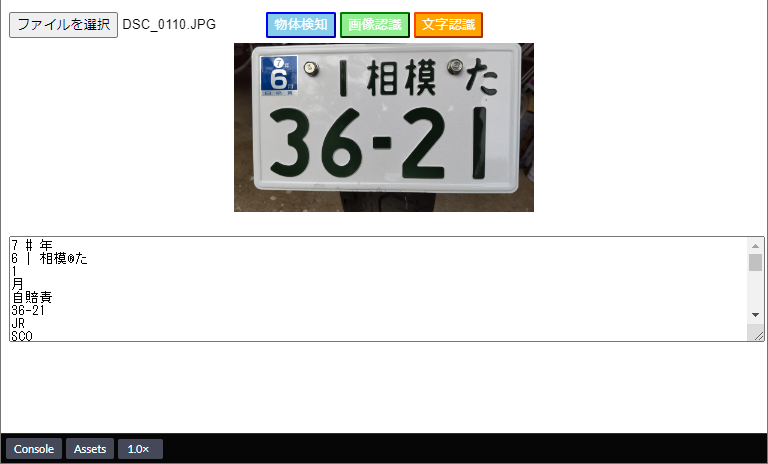 ファイルを選択 DSC_0110.JPG 物体検知 画像認識 文字認識
7年
6月
自賠責
1 相模 た
36-21
7 # 年
6 | 相模@た
1
月
自賠責
36-21
JR
SCO
Console Assets 1.0×